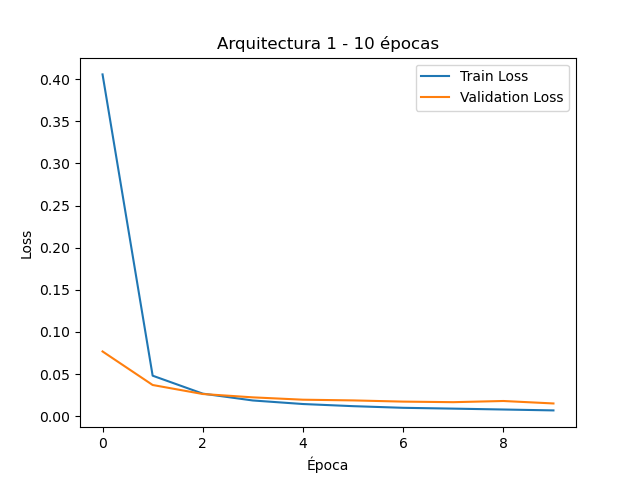 Arquitectura 1 - 10 épocas
Train Loss
Validation Loss
0.40
0.35
0.30
0.25
0.20
0.15
0.10
0.05
0.00
Loss
0 2 4 6 8
Época